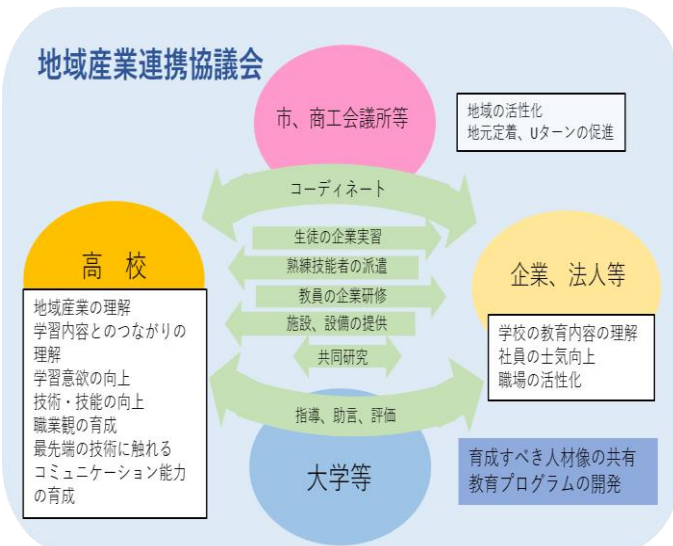 地域産業連携協議会
市、商工会議所等
地域の活性化
地元定着、Uターンの促進
コーディネート
生徒の企業実習
熟練技能者の派遣
教員の企業研修
施設、設備の提供
共同研究
高　校
地域産業の理解
学習内容とのつながりの
理解
学習意欲の向上
技術・技能の向上
職業観の育成
最先端の技術に触れる
コミュニケーション能力
の育成
企業、法人等
学校の教育内容の理解
社員の士気向上
職場の活性化
指導、助言、評価
大学等
育成すべき人材像の共有
教育プログラムの開発